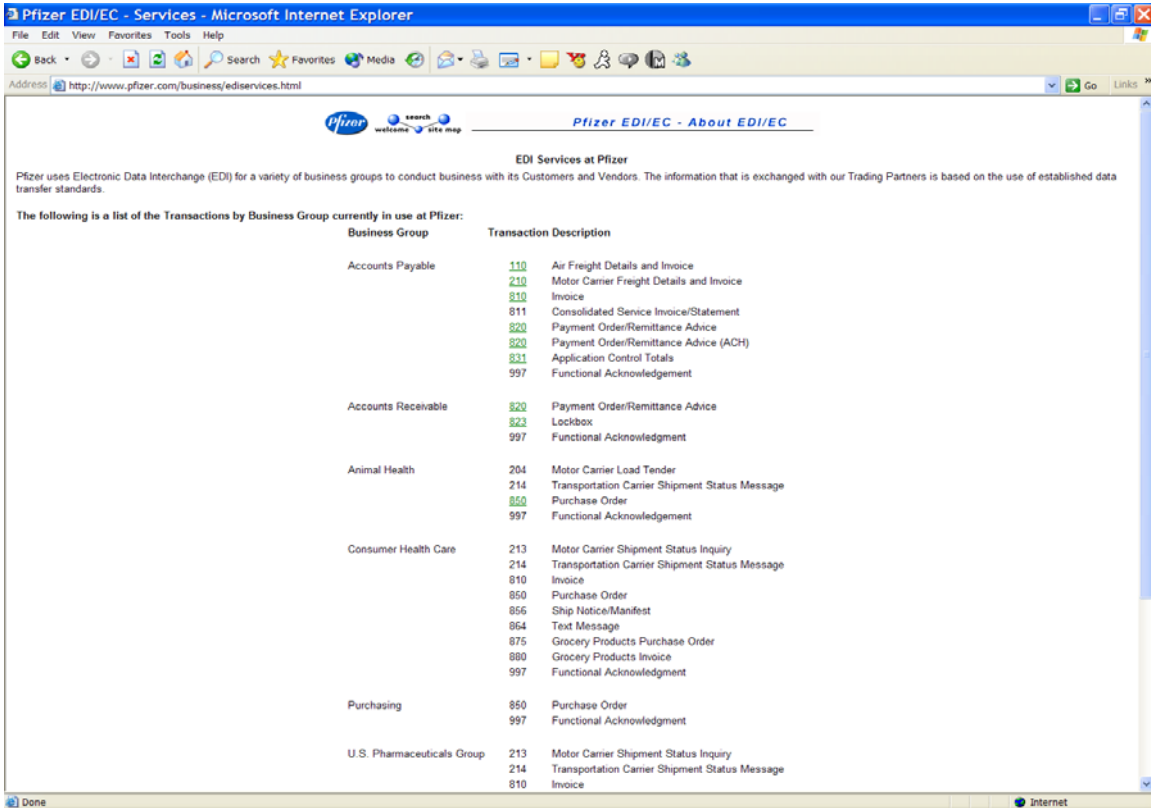 Pfizer EDI/EC - Services - Microsoft Internet Explorer
File Edit View Favorites Tools Help
Back Search Favorites Media
Address http://www.pfizer.com/business/ediservices.html Go Links »
Pfizer search welcome site map Pfizer EDI/EC - About EDI/EC
EDI Services at Pfizer
Pfizer uses Electronic Data Interchange (EDI) for a variety of business groups to conduct business with its Customers and Vendors. The information that is exchanged with our Trading Partners is based on the use of established data
transfer standards.
The following is a list of the Transactions by Business Group currently in use at Pfizer:
Business Group Transaction Description
Accounts Payable 110 Air Freight Details and Invoice
210 Motor Carrier Freight Details and Invoice
810 Invoice
811 Consolidated Service Invoice/Statement
820 Payment Order/Remittance Advice
820 Payment Order/Remittance Advice (ACH)
831 Application Control Totals
997 Functional Acknowledgement
Accounts Receivable 820 Payment Order/Remittance Advice
823 Lockbox
997 Functional Acknowledgment
Animal Health 204 Motor Carrier Load Tender
214 Transportation Carrier Shipment Status Message
850 Purchase Order
997 Functional Acknowledgement
Consumer Health Care 213 Motor Carrier Shipment Status Inquiry
214 Transportation Carrier Shipment Status Message
810 Invoice
850 Purchase Order
856 Ship Notice/Manifest
864 Text Message
875 Grocery Products Purchase Order
880 Grocery Products Invoice
997 Functional Acknowledgment
Purchasing 850 Purchase Order
997 Functional Acknowledgment
U.S. Pharmaceuticals Group 213 Motor Carrier Shipment Status Inquiry
214 Transportation Carrier Shipment Status Message
810 Invoice
Done Internet